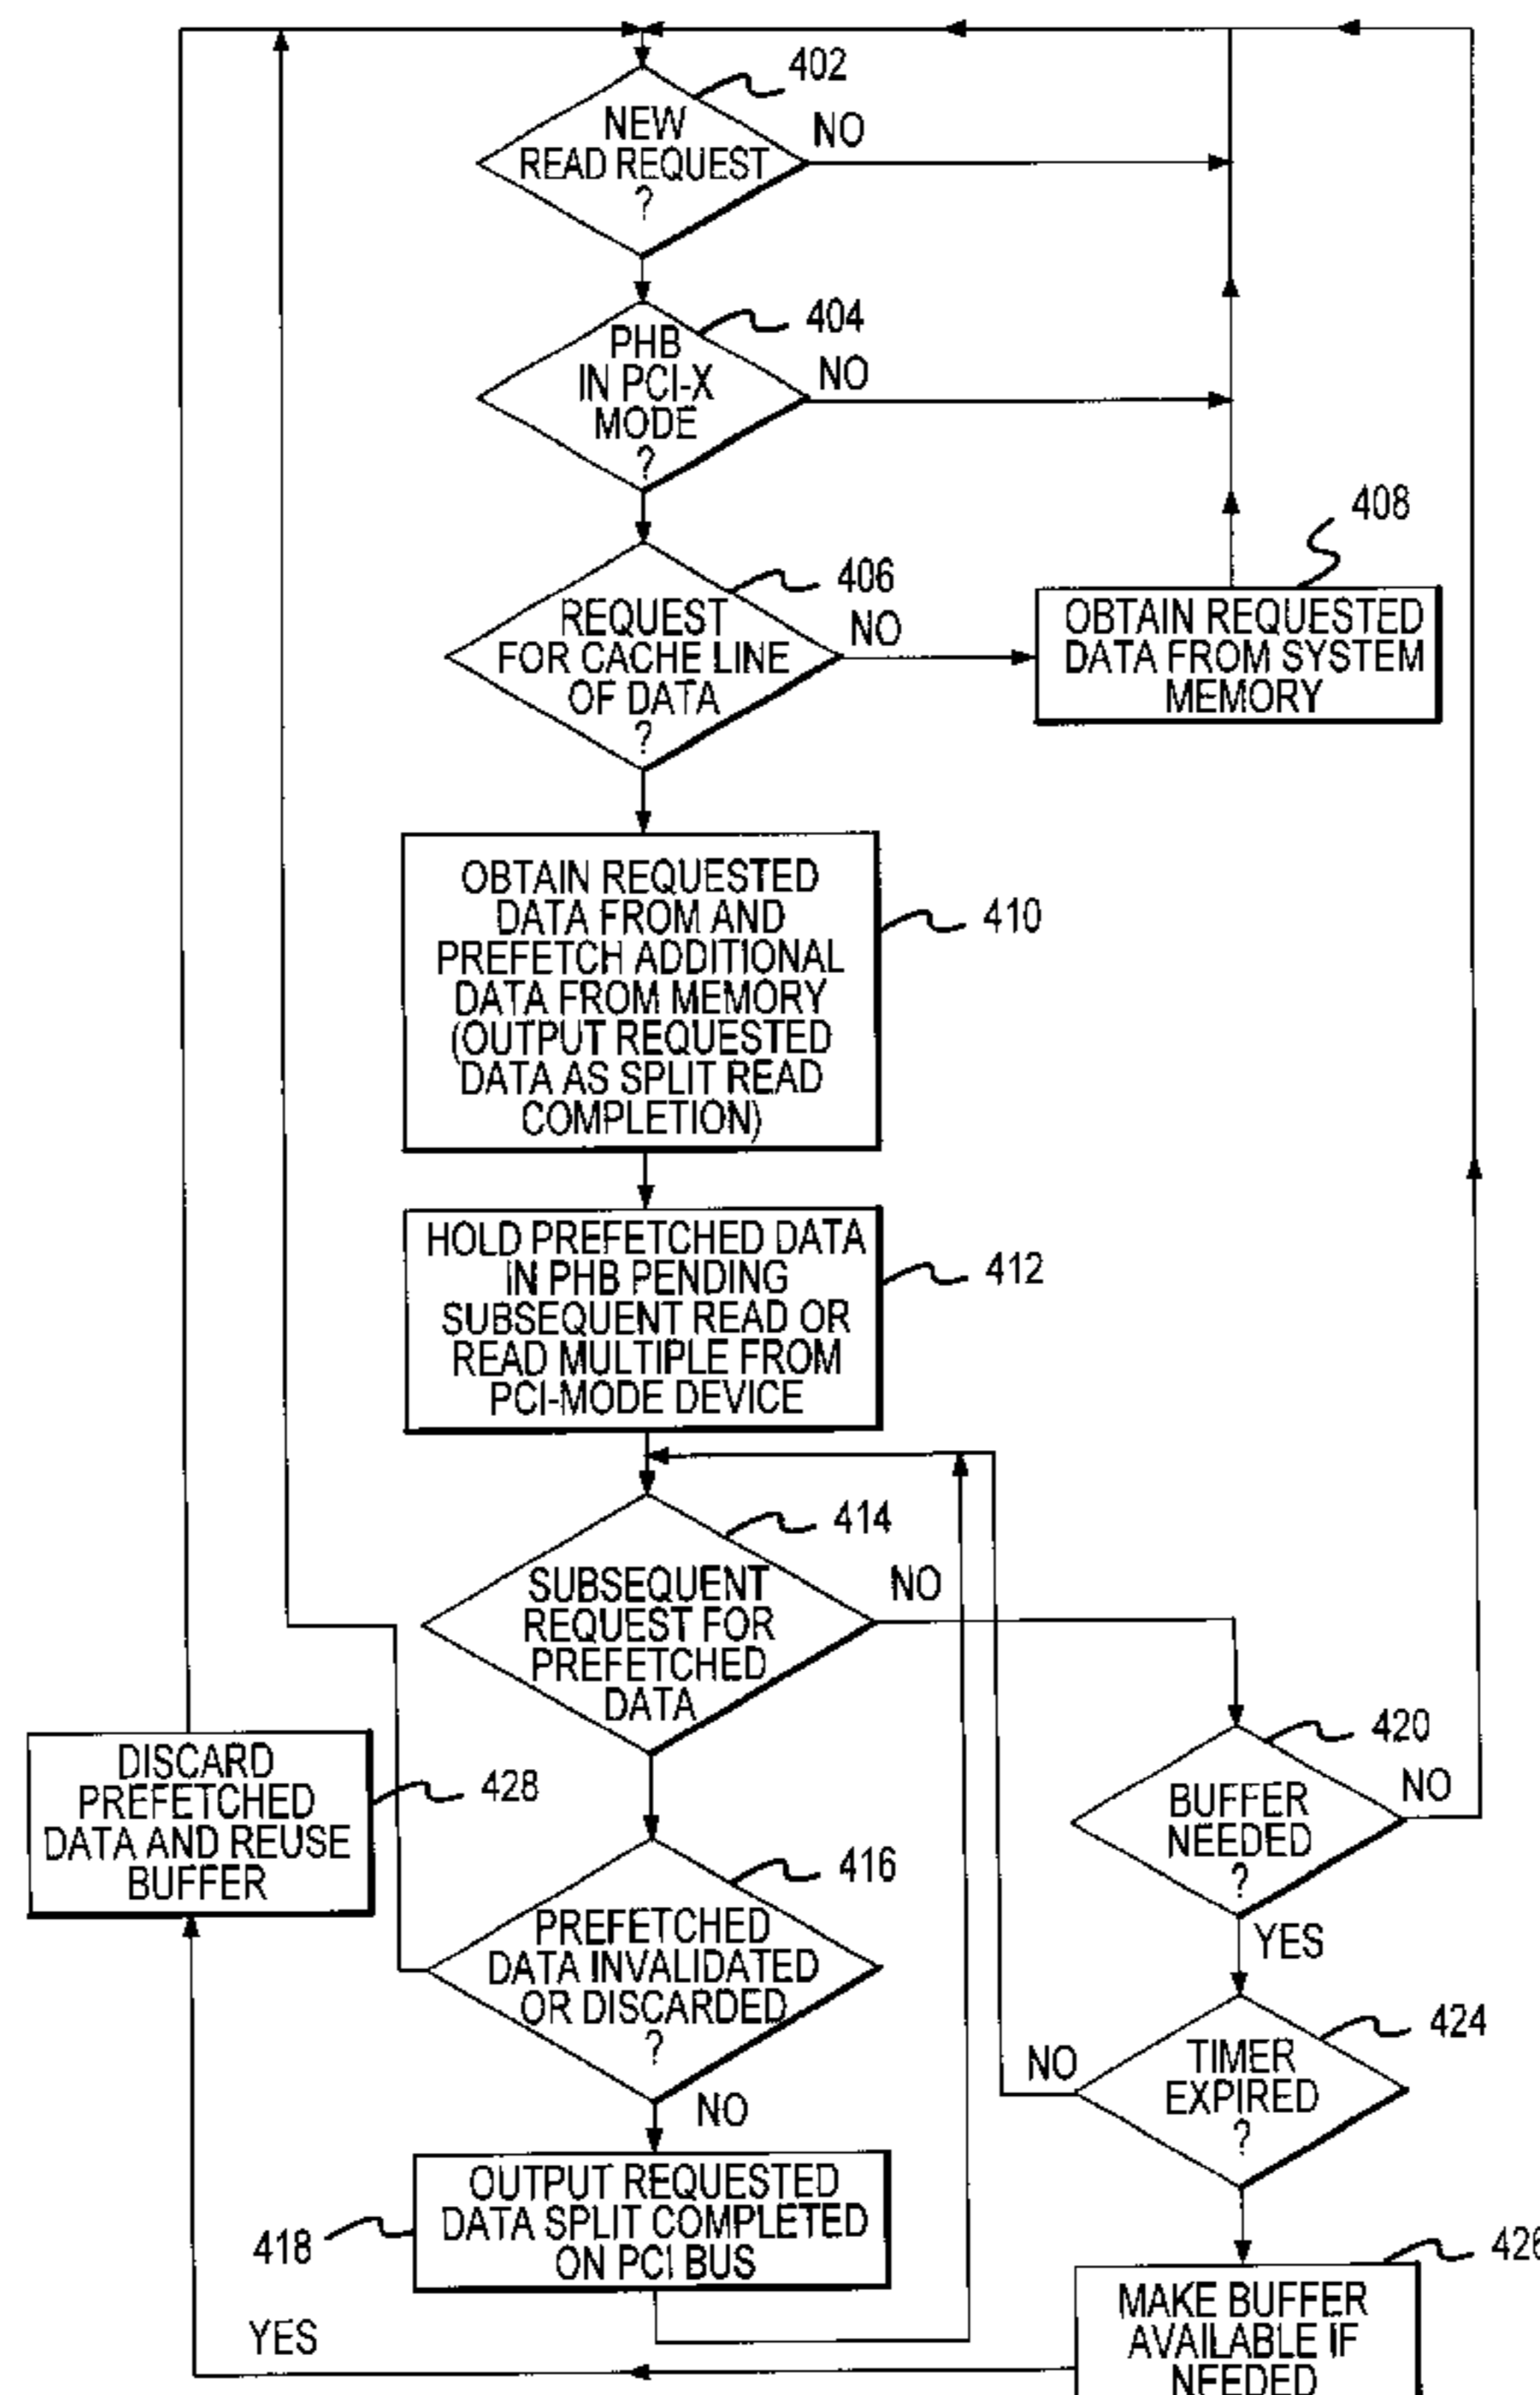 402
NEW
READ REQUEST
?
NO
404
PHB
IN PCI-X
MODE
?
NO
406
REQUEST
FOR CACHE LINE
OF DATA
?
NO
408
OBTAIN REQUESTED
DATA FROM SYSTEM
MEMORY
OBTAIN REQUESTED
DATA FROM AND
PREFETCH ADDITIONAL
DATA FROM MEMORY
(OUTPUT REQUESTED
DATA AS SPLIT READ
COMPLETION)
410
HOLD PREFETCHED DATA
IN PHB PENDING
SUBSEQUENT READ OR
READ MULTIPLE FROM
PCI-MODE DEVICE
412
414
SUBSEQUENT
REQUEST FOR
PREFETCHED
DATA
NO
420
BUFFER
NEEDED
?
NO
YES
DISCARD
PREFETCHED
DATA AND REUSE
BUFFER
428
416
PREFETCHED
DATA INVALIDATED
OR DISCARDED
?
NO
424
TIMER
EXPIRED
?
NO
OUTPUT REQUESTED
DATA SPLIT COMPLETED
ON PCI BUS
418
426
MAKE BUFFER
AVAILABLE IF
NEEDED
YES